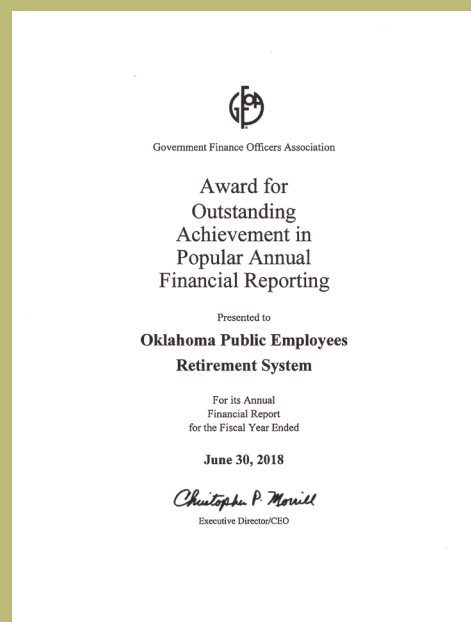 GFOA
Government Finance Officers Association
Award for
Outstanding
Achievement in
Popular Annual
Financial Reporting
Presented to
Oklahoma Public Employees
Retirement System
For its Annual
Financial Report
for the Fiscal Year Ended
June 30, 2018
Christopher P. Morrill
Executive Director/CEO